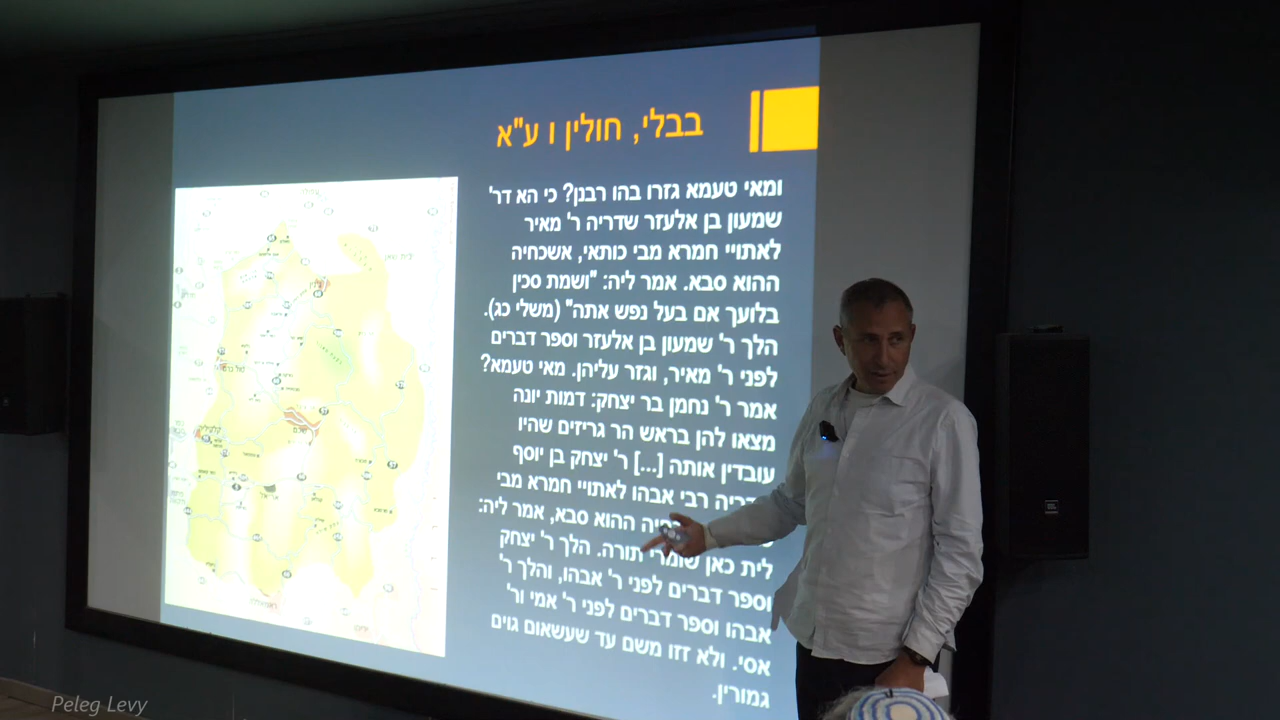 בבלי, חולין ו ע"א
ומאי טעמא גזרו בהו רבנן? כי הא דר'
שמעון בן אלעזר שדריה ר' מאיר
לאתויי חמרא מבי כותאי, אשכחיה
ההוא סבא. אמר ליה: "ושמת סכין
בלועך אם בעל נפש אתה" (משלי כג).
הלך ר' שמעון בן אלעזר וספר דברים
לפני ר' מאיר, וגזר עליהן. מאי טעמא?
אמר ר' נחמן בר יצחק: דמות יונה
מצאו להן בראש הר גריזים שהיו
עובדין אותה [...] ר' יצחק בן יוסף
רבי אבהו לאתויי חמרא מבי
ההוא סבא, אמר ליה:
לית כאן שומרי תורה. הלך ר' יצחק
וספר דברים לפני ר' אבהו, והלך ר'
אבהו וספר דברים לפני ר' אמי ור'
אסי. ולא זזו משם עד שעשאום גוים
גמורין.
Peleg Levy